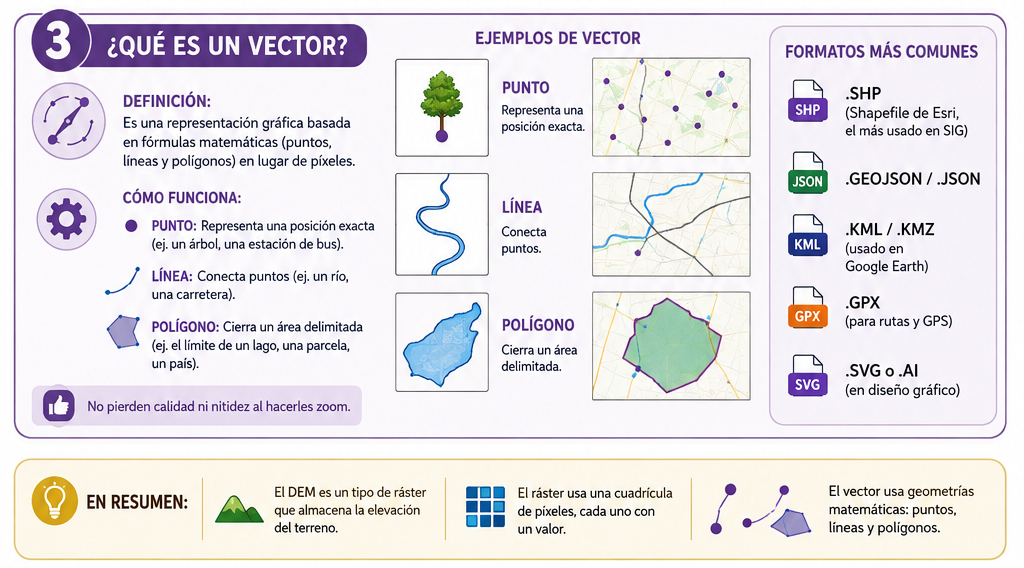 3
¿QUÉ ES UN VECTOR?
DEFINICIÓN:
Es una representación gráfica basada
en fórmulas matemáticas (puntos,
líneas y polígonos) en lugar de píxeles.
CÓMO FUNCIONA:
PUNTO: Representa una posición exacta
(ej. un árbol, una estación de bus).
LÍNEA: Conecta puntos (ej. un río,
una carretera).
POLÍGONO: Cierra un área delimitada
(ej. el límite de un lago, una parcela,
un país).
No pierden calidad ni nitidez al hacerles zoom.
EJEMPLOS DE VECTOR
PUNTO
Representa una
posición exacta.
LÍNEA
Conecta
puntos.
POLÍGONO
Cierra un área
delimitada.
FORMATOS MÁS COMUNES
SHP
.SHP
(Shapefile de Esri,
el más usado en SIG)
JSON
.GEOJSON / .JSON
KML
.KML / .KMZ
(usado en
Google Earth)
GPX
.GPX
(para rutas y GPS)
SVG
.SVG o .AI
(en diseño gráfico)
EN RESUMEN:
El DEM es un tipo de ráster
que almacena la elevación
del terreno.
El ráster usa una cuadrícula
de píxeles, cada uno con
un valor.
El vector usa geometrías
matemáticas: puntos,
líneas y polígonos.